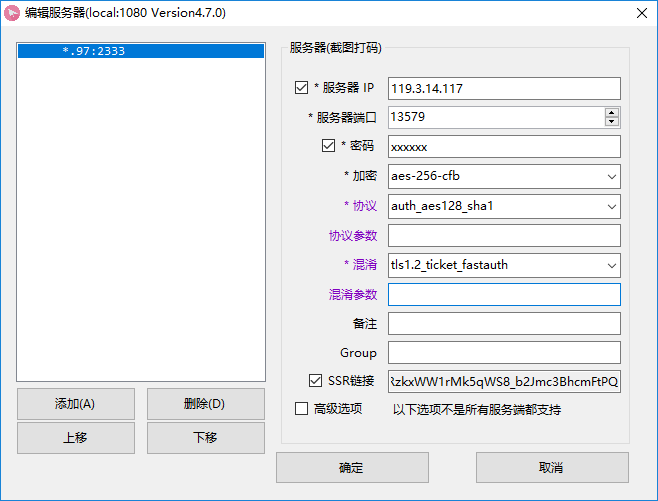 编辑服务器(local:1080 Version4.7.0)
*.97:2333
添加(A)
删除(D)
上移
下移
服务器(截图打码)
* 服务器 IP
119.3.14.117
* 服务器端口
13579
* 密码
xxxxxx
* 加密
aes-256-cfb
* 协议
auth_aes128_sha1
协议参数
* 混淆
tls1.2_ticket_fastauth
混淆参数
备注
Group
SSR链接
RzkxWW1rMk5qWS8_b2Jmc3BhcmFtPQ
高级选项
以下选项不是所有服务端都支持
确定
取消